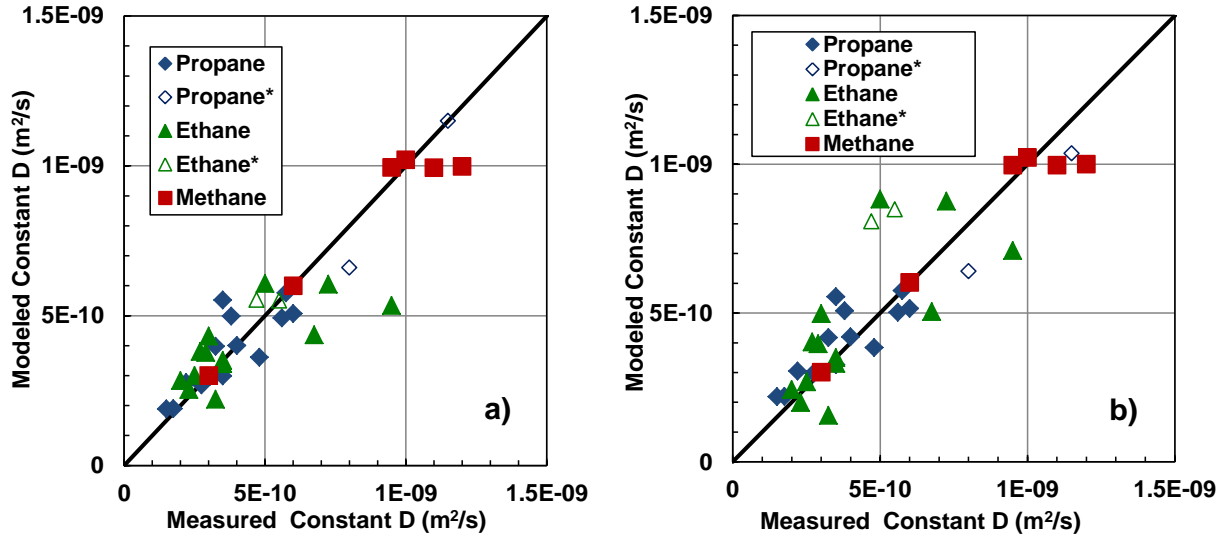 1.5E-09
1E-09
5E-10
0
Modeled Constant D (m²/s)
Propane
Propane*
Ethane
Ethane*
Methane
a)
0
5E-10
1E-09
1.5E-09
Measured Constant D (m²/s)
1.5E-09
1E-09
5E-10
0
Modeled Constant D (m²/s)
Propane
Propane*
Ethane
Ethane*
Methane
b)
0
5E-10
1E-09
1.5E-09
Measured Constant D (m²/s)